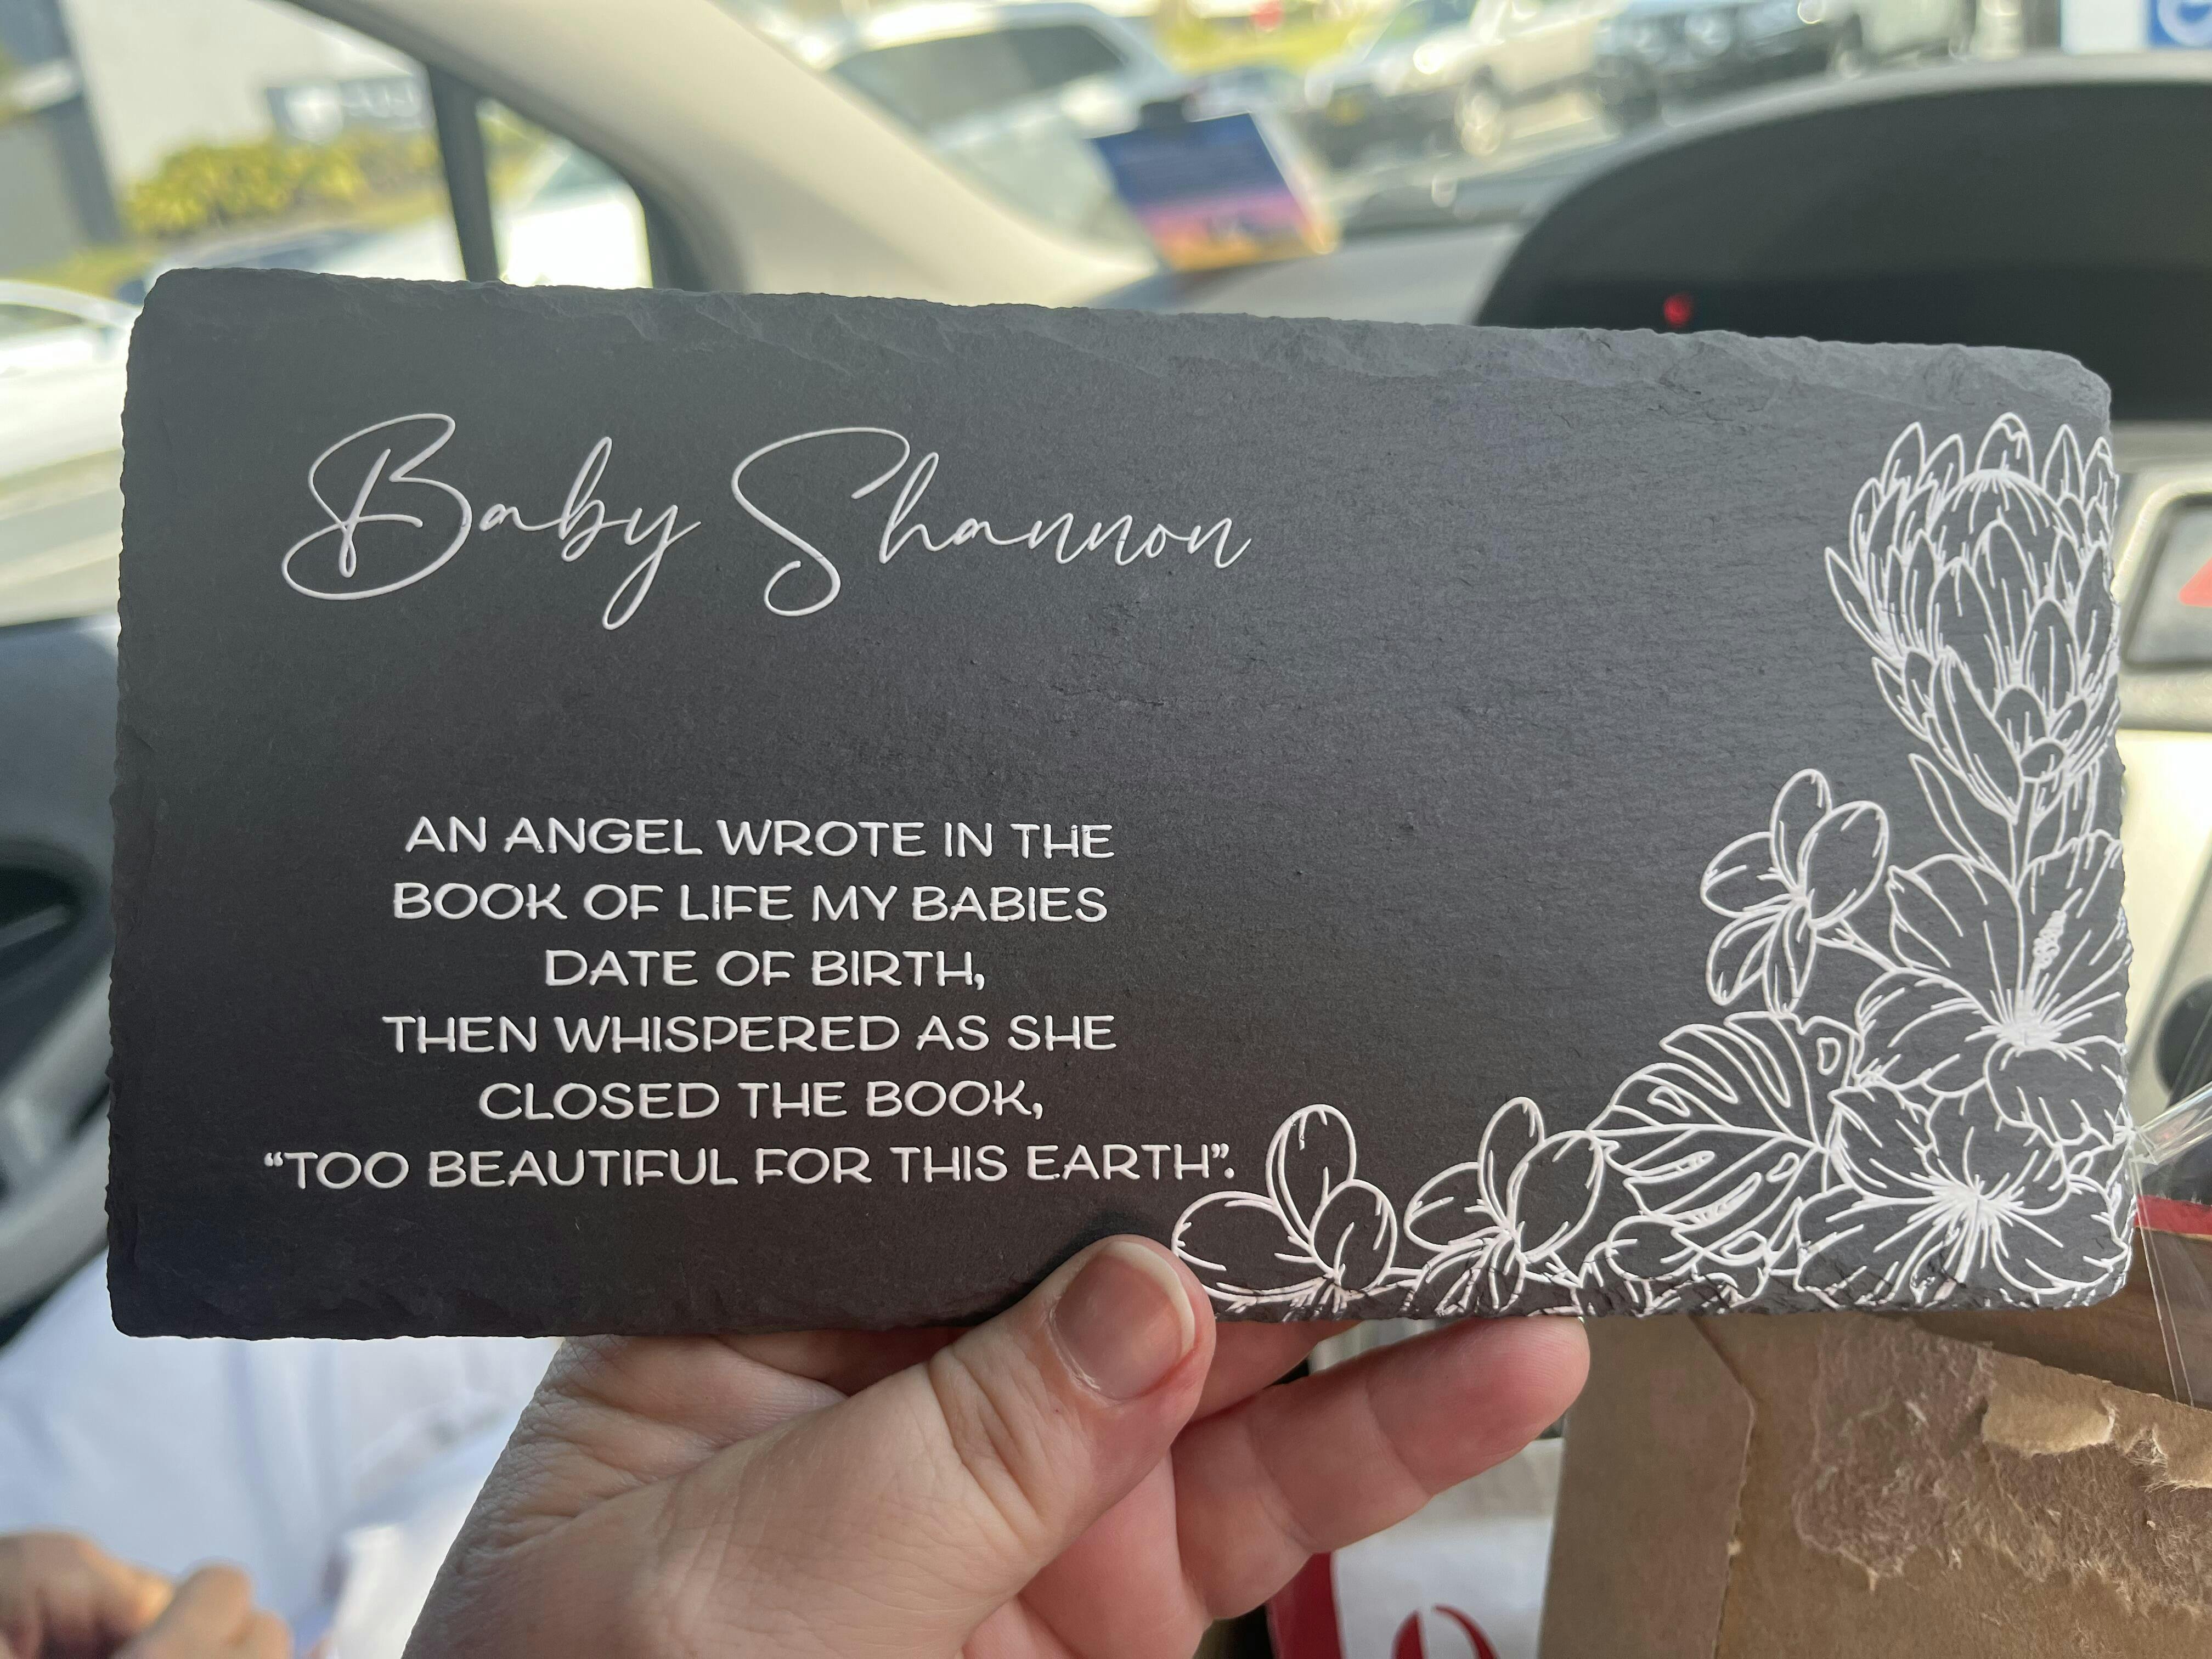 Baby Shannon
AN ANGEL WROTE IN THE
BOOK OF LIFE MY BABIES
DATE OF BIRTH,
THEN WHISPERED AS SHE
CLOSED THE BOOK,
“TOO BEAUTIFUL FOR THIS EARTH”.